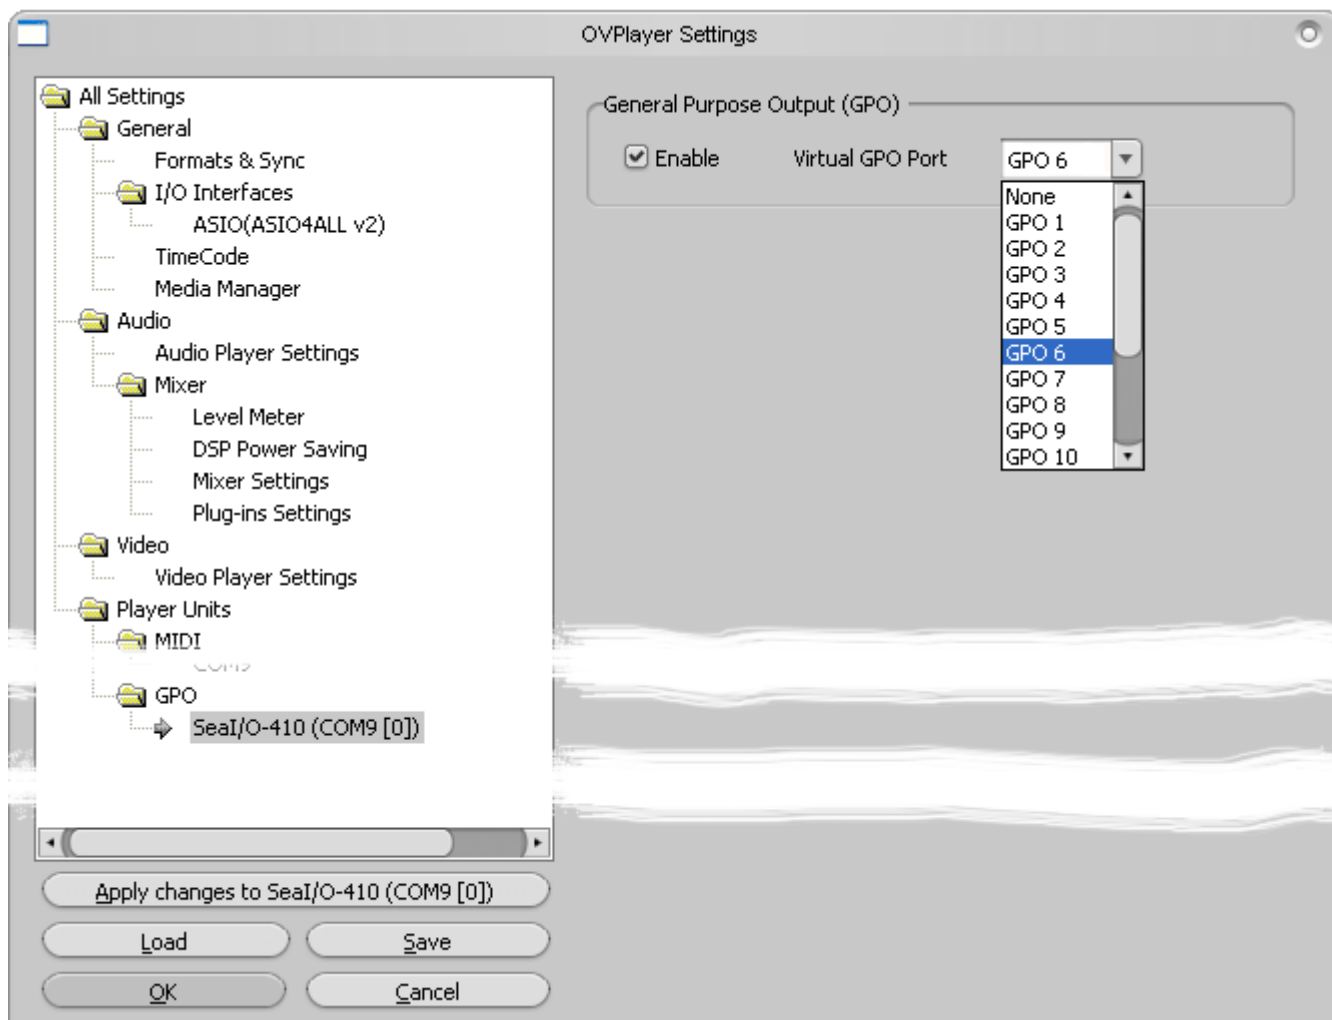 OVPlayer Settings
All Settings
General
Formats & Sync
I/O Interfaces
ASIO(ASIO4ALL v2)
TimeCode
Media Manager
Audio
Audio Player Settings
Mixer
Level Meter
DSP Power Saving
Mixer Settings
Plug-ins Settings
Video
Video Player Settings
Player Units
MIDI
COM9
GPO
SeaI/O-410 (COM9 [0])
Apply changes to SeaI/O-410 (COM9 [0])
Load
Save
OK
Cancel
General Purpose Output (GPO)
Enable
Virtual GPO Port
GPO 6
None
GPO 1
GPO 2
GPO 3
GPO 4
GPO 5
GPO 6
GPO 7
GPO 8
GPO 9
GPO 10